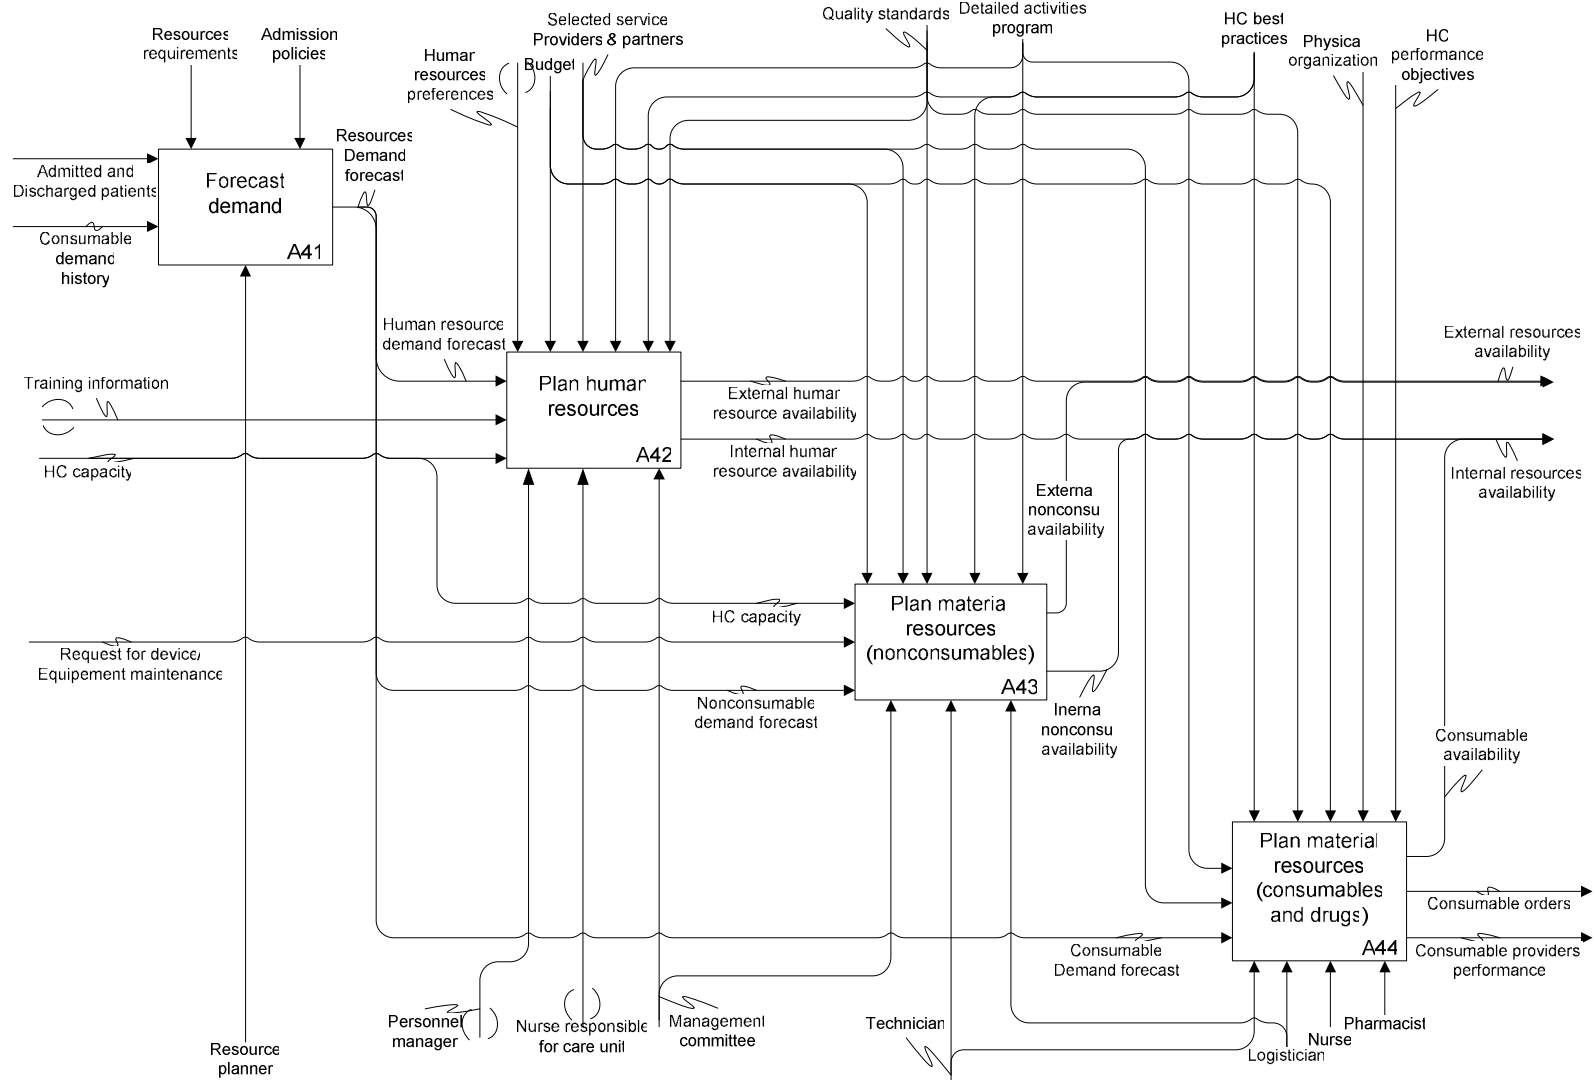 Resources
requirements
Admission
policies
Human
resources
preferences
Budget
Selected service
Providers & partners
Quality standards
Detailed activities
program
HC best
practices
Physica
organization
HC
performance
objectives
Admitted and
Discharged patients
Consumable
demand
history
Forecast
demand
A41
Resources
Demand
forecast
Human resource
demand forecast
Training information
HC capacity
Plan human
resources
A42
External human
resource availability
Internal human
resource availability
External resources
availability
Internal resources
availability
Externa
nonconsu
availability
HC capacity
Request for device/
Equipement maintenance
Nonconsumable
demand forecast
Plan materia
resources
(nonconsumables)
A43
Inerna
nonconsu
availability
Consumable
availability
Plan material
resources
(consumables
and drugs)
A44
Consumable orders
Consumable providers
performance
Consumable
Demand forecast
Resource
planner
Personnel
manager
Nurse responsible
for care unit
Management
committee
Technician
Logistician
Nurse
Pharmacist